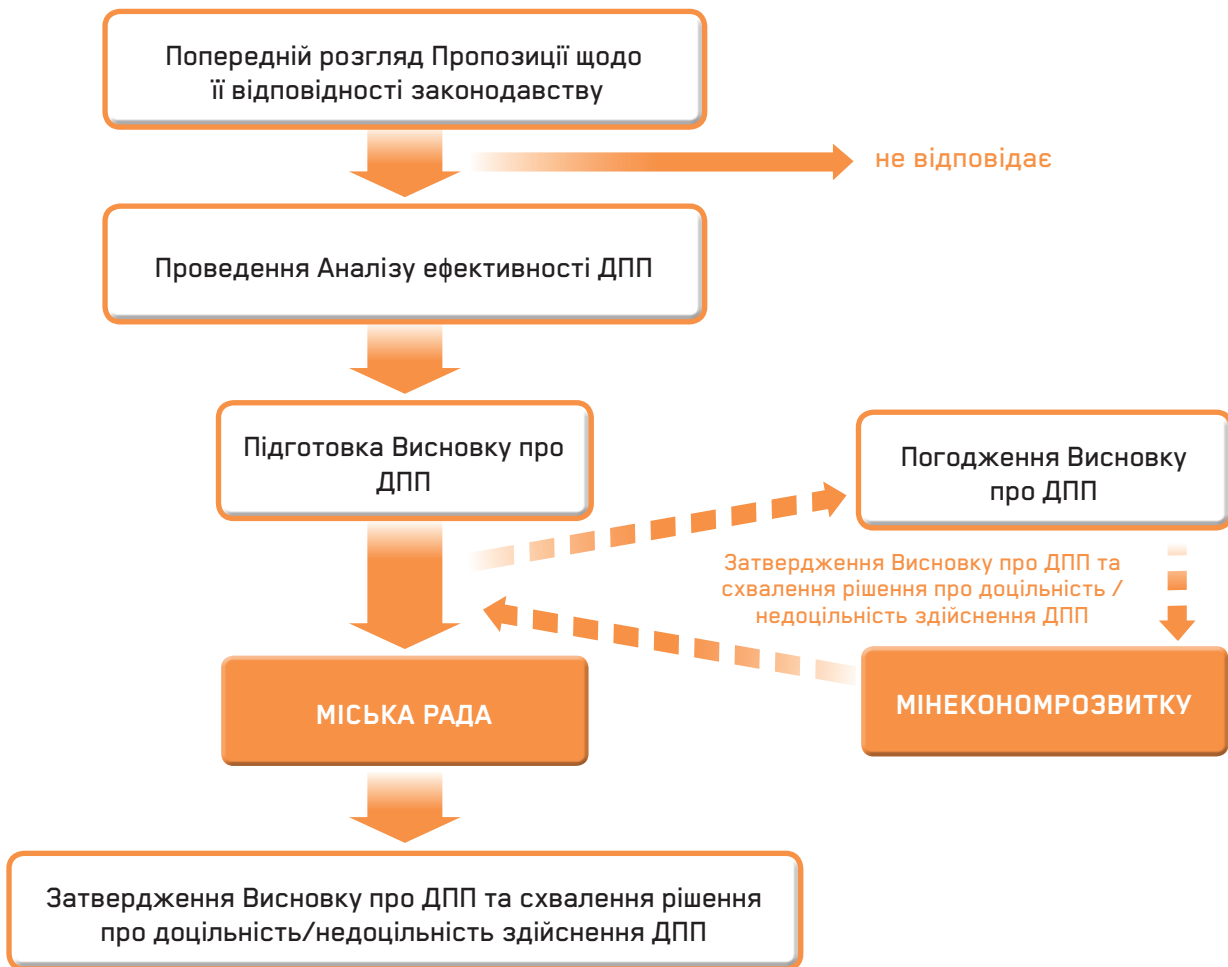 Попередній розгляд Пропозиції щодо
її відповідності законодавству
не відповідає
Проведення Аналізу ефективності ДПП
Підготовка Висновку про
ДПП
Погодження Висновку
про ДПП
Затвердження Висновку про ДПП та
схвалення рішення про доцільність /
недоцільність здійснення ДПП
МІСЬКА РАДА
МІНЕКОНОМРОЗВИТКУ
Затвердження Висновку про ДПП та схвалення рішення
про доцільність/недоцільність здійснення ДПП